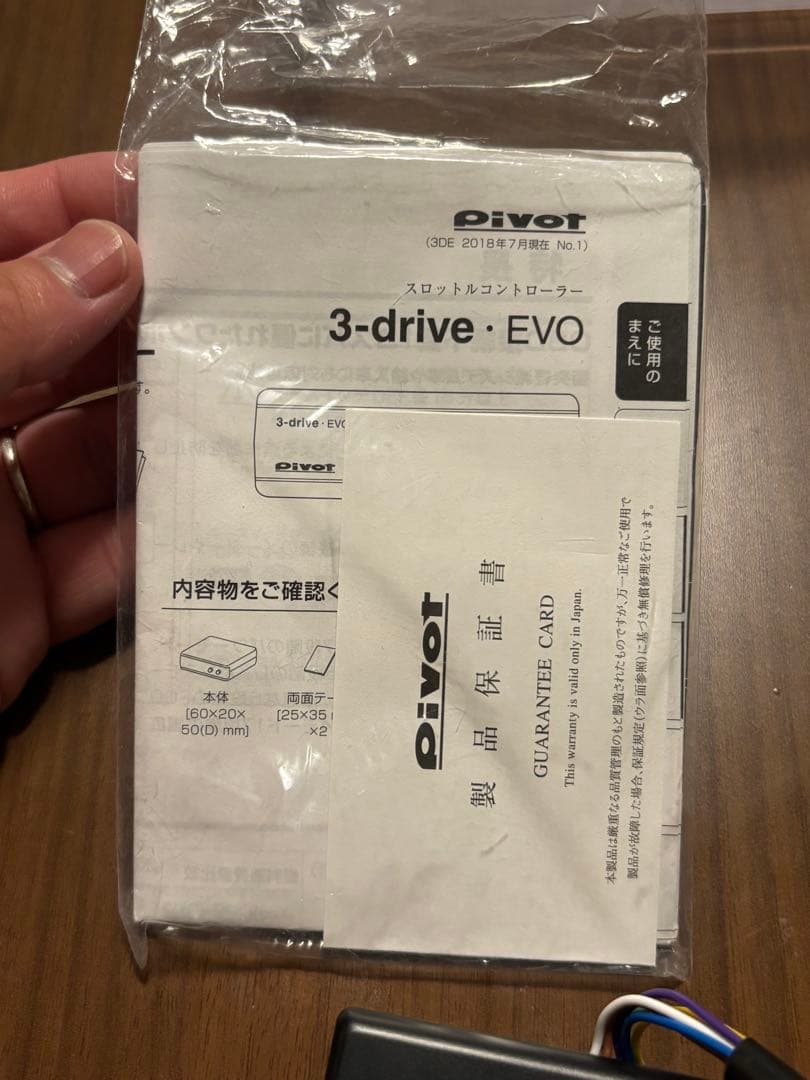 pivot
(3DE 2018年7月現在 No.1)
スロットルコントローラー
3-drive・EVO
ご使用の
まえに
す。
3-drive・EVO
pivot
内容物をご確認く
本体
[60×20×
50(D) mm]
両面テー
[25×35
×2
pivot
製品保証書
GUARANTEE CARD
This warranty is valid only in Japan.
本製品は厳重なる品質管理のもと製造されたものですが、万一正常なご使用で
製品が故障した場合、保証規定(ウラ面参照)に基づき無償修理を行います。